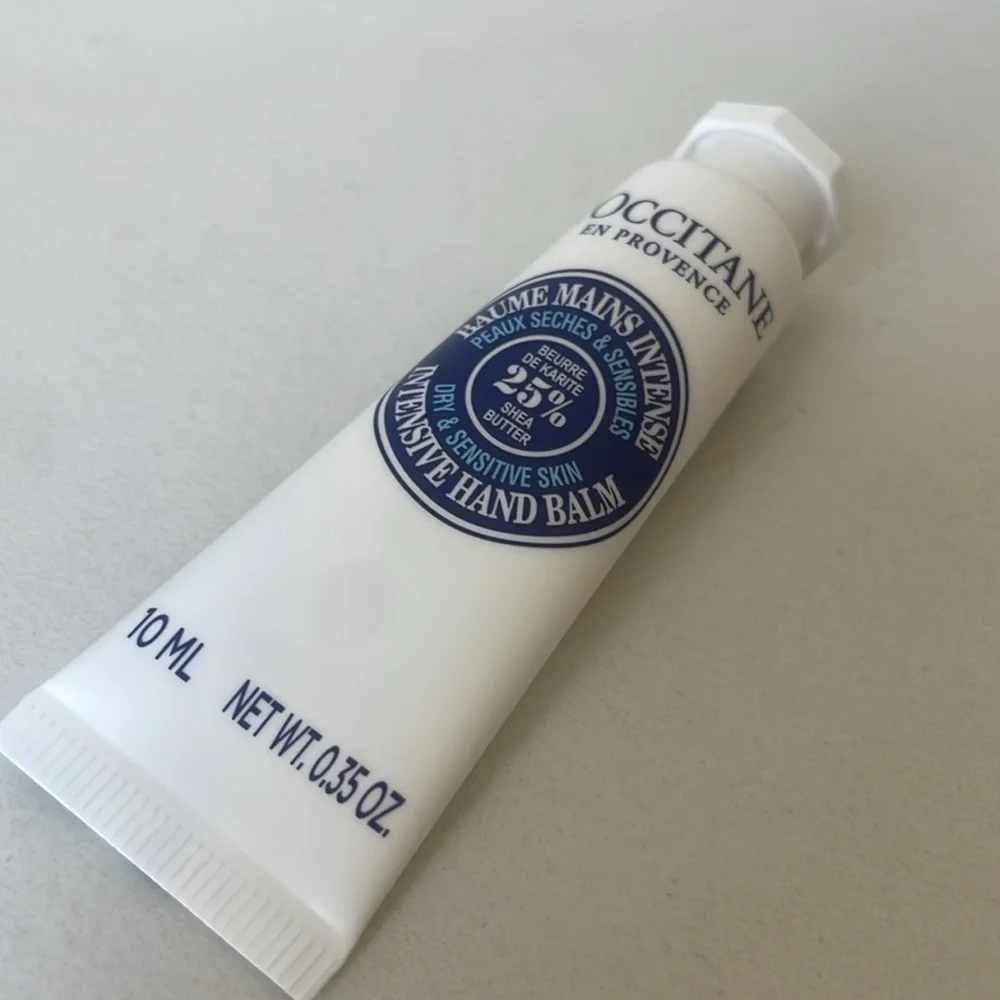 OCCITANE
EN PROVENCE
BAUME MAINS INTENSE
PEAUX SECHES & SENSIBLES
BEURRE
DE KARITE
25%
SHEA
BUTTER
DRY & SENSITIVE SKIN
INTENSIVE HAND BALM
10 ML NET WT. 0.35 OZ.